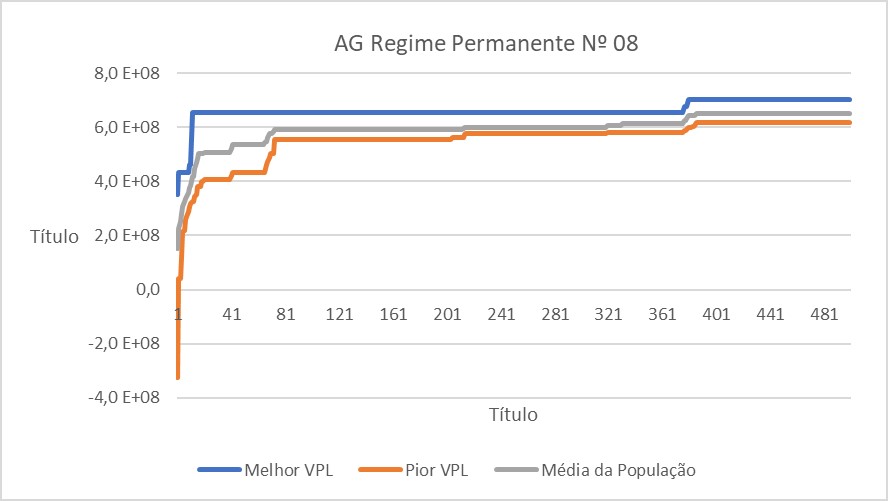 AG Regime Permanente Nº 08
8,0 E+08
6,0 E+08
4,0 E+08
2,0 E+08
0,0
-2,0 E+08
-4,0 E+08
Título
1 41 81 121 161 201 241 281 321 361 401 441 481
Título
Melhor VPL Pior VPL Média da População